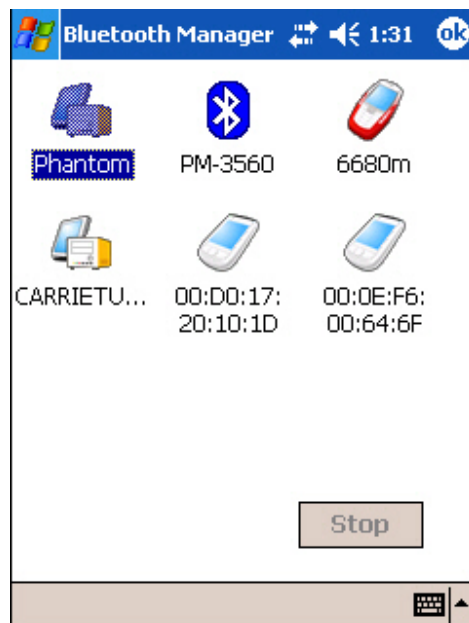 Bluetooth Manager 1:31 ok
Phantom PM-3560 6680m
CARRIETU... 00:D0:17: 00:0E:F6:
20:10:1D 00:64:6F
Stop